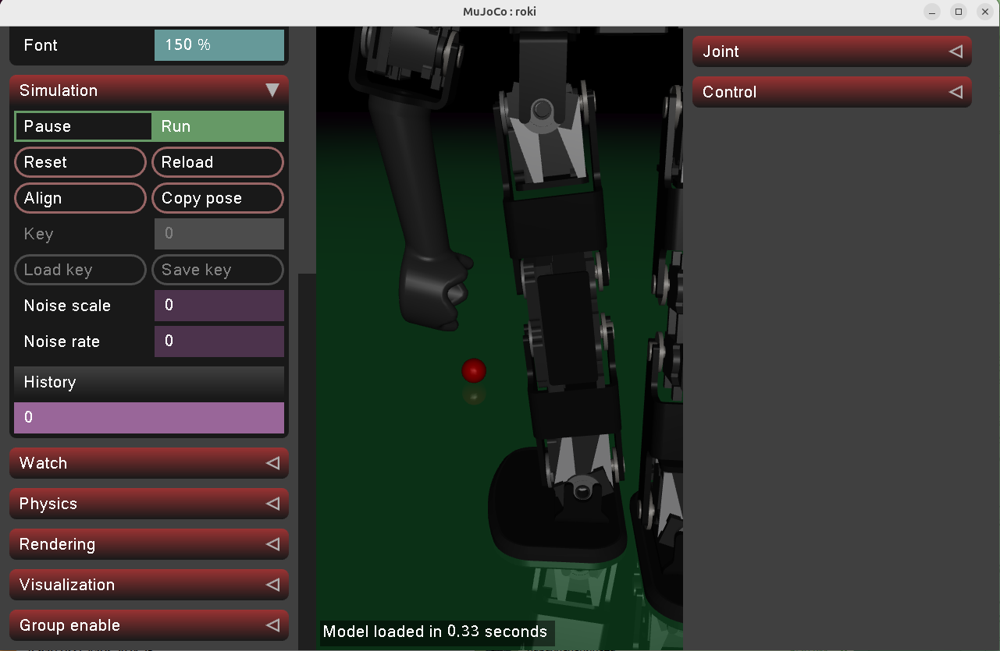 MuJoCo : roki
Font 150 %
Simulation
Pause Run
Reset Reload
Align Copy pose
Key 0
Load key Save key
Noise scale 0
Noise rate 0
History
0
Watch
Physics
Rendering
Visualization
Group enable
Model loaded in 0.33 seconds
Joint
Control